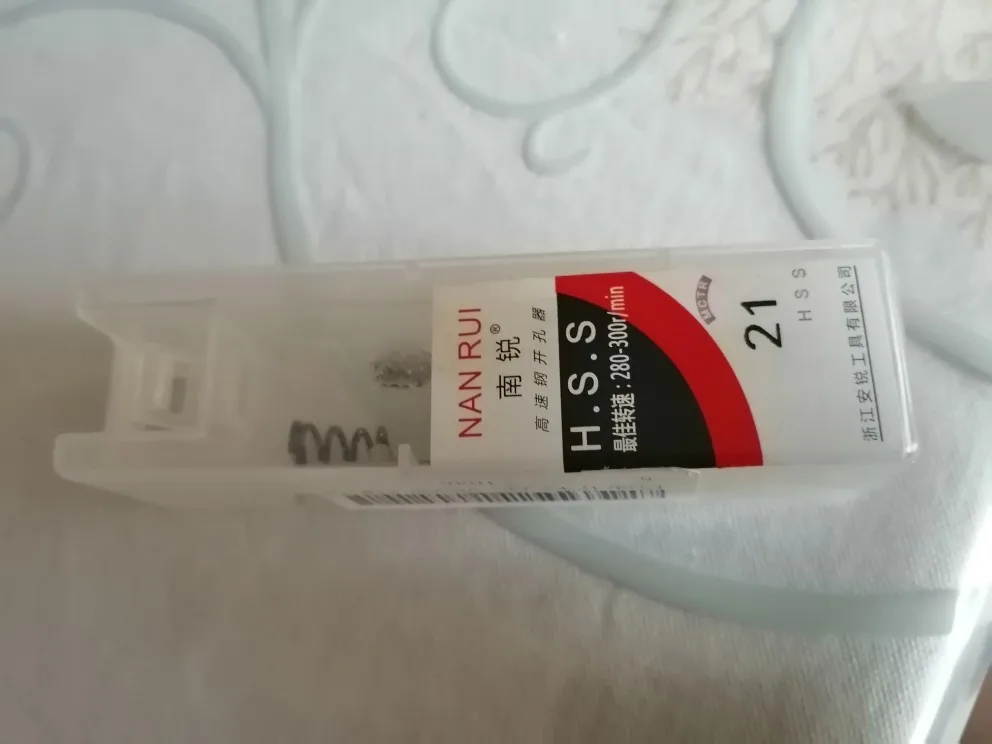 NAN RUI
南锐®
高速钢开孔器
H.S.S
最佳转速:280-300r/min
MCTR
21
HSS
浙江安锐工具有限公司